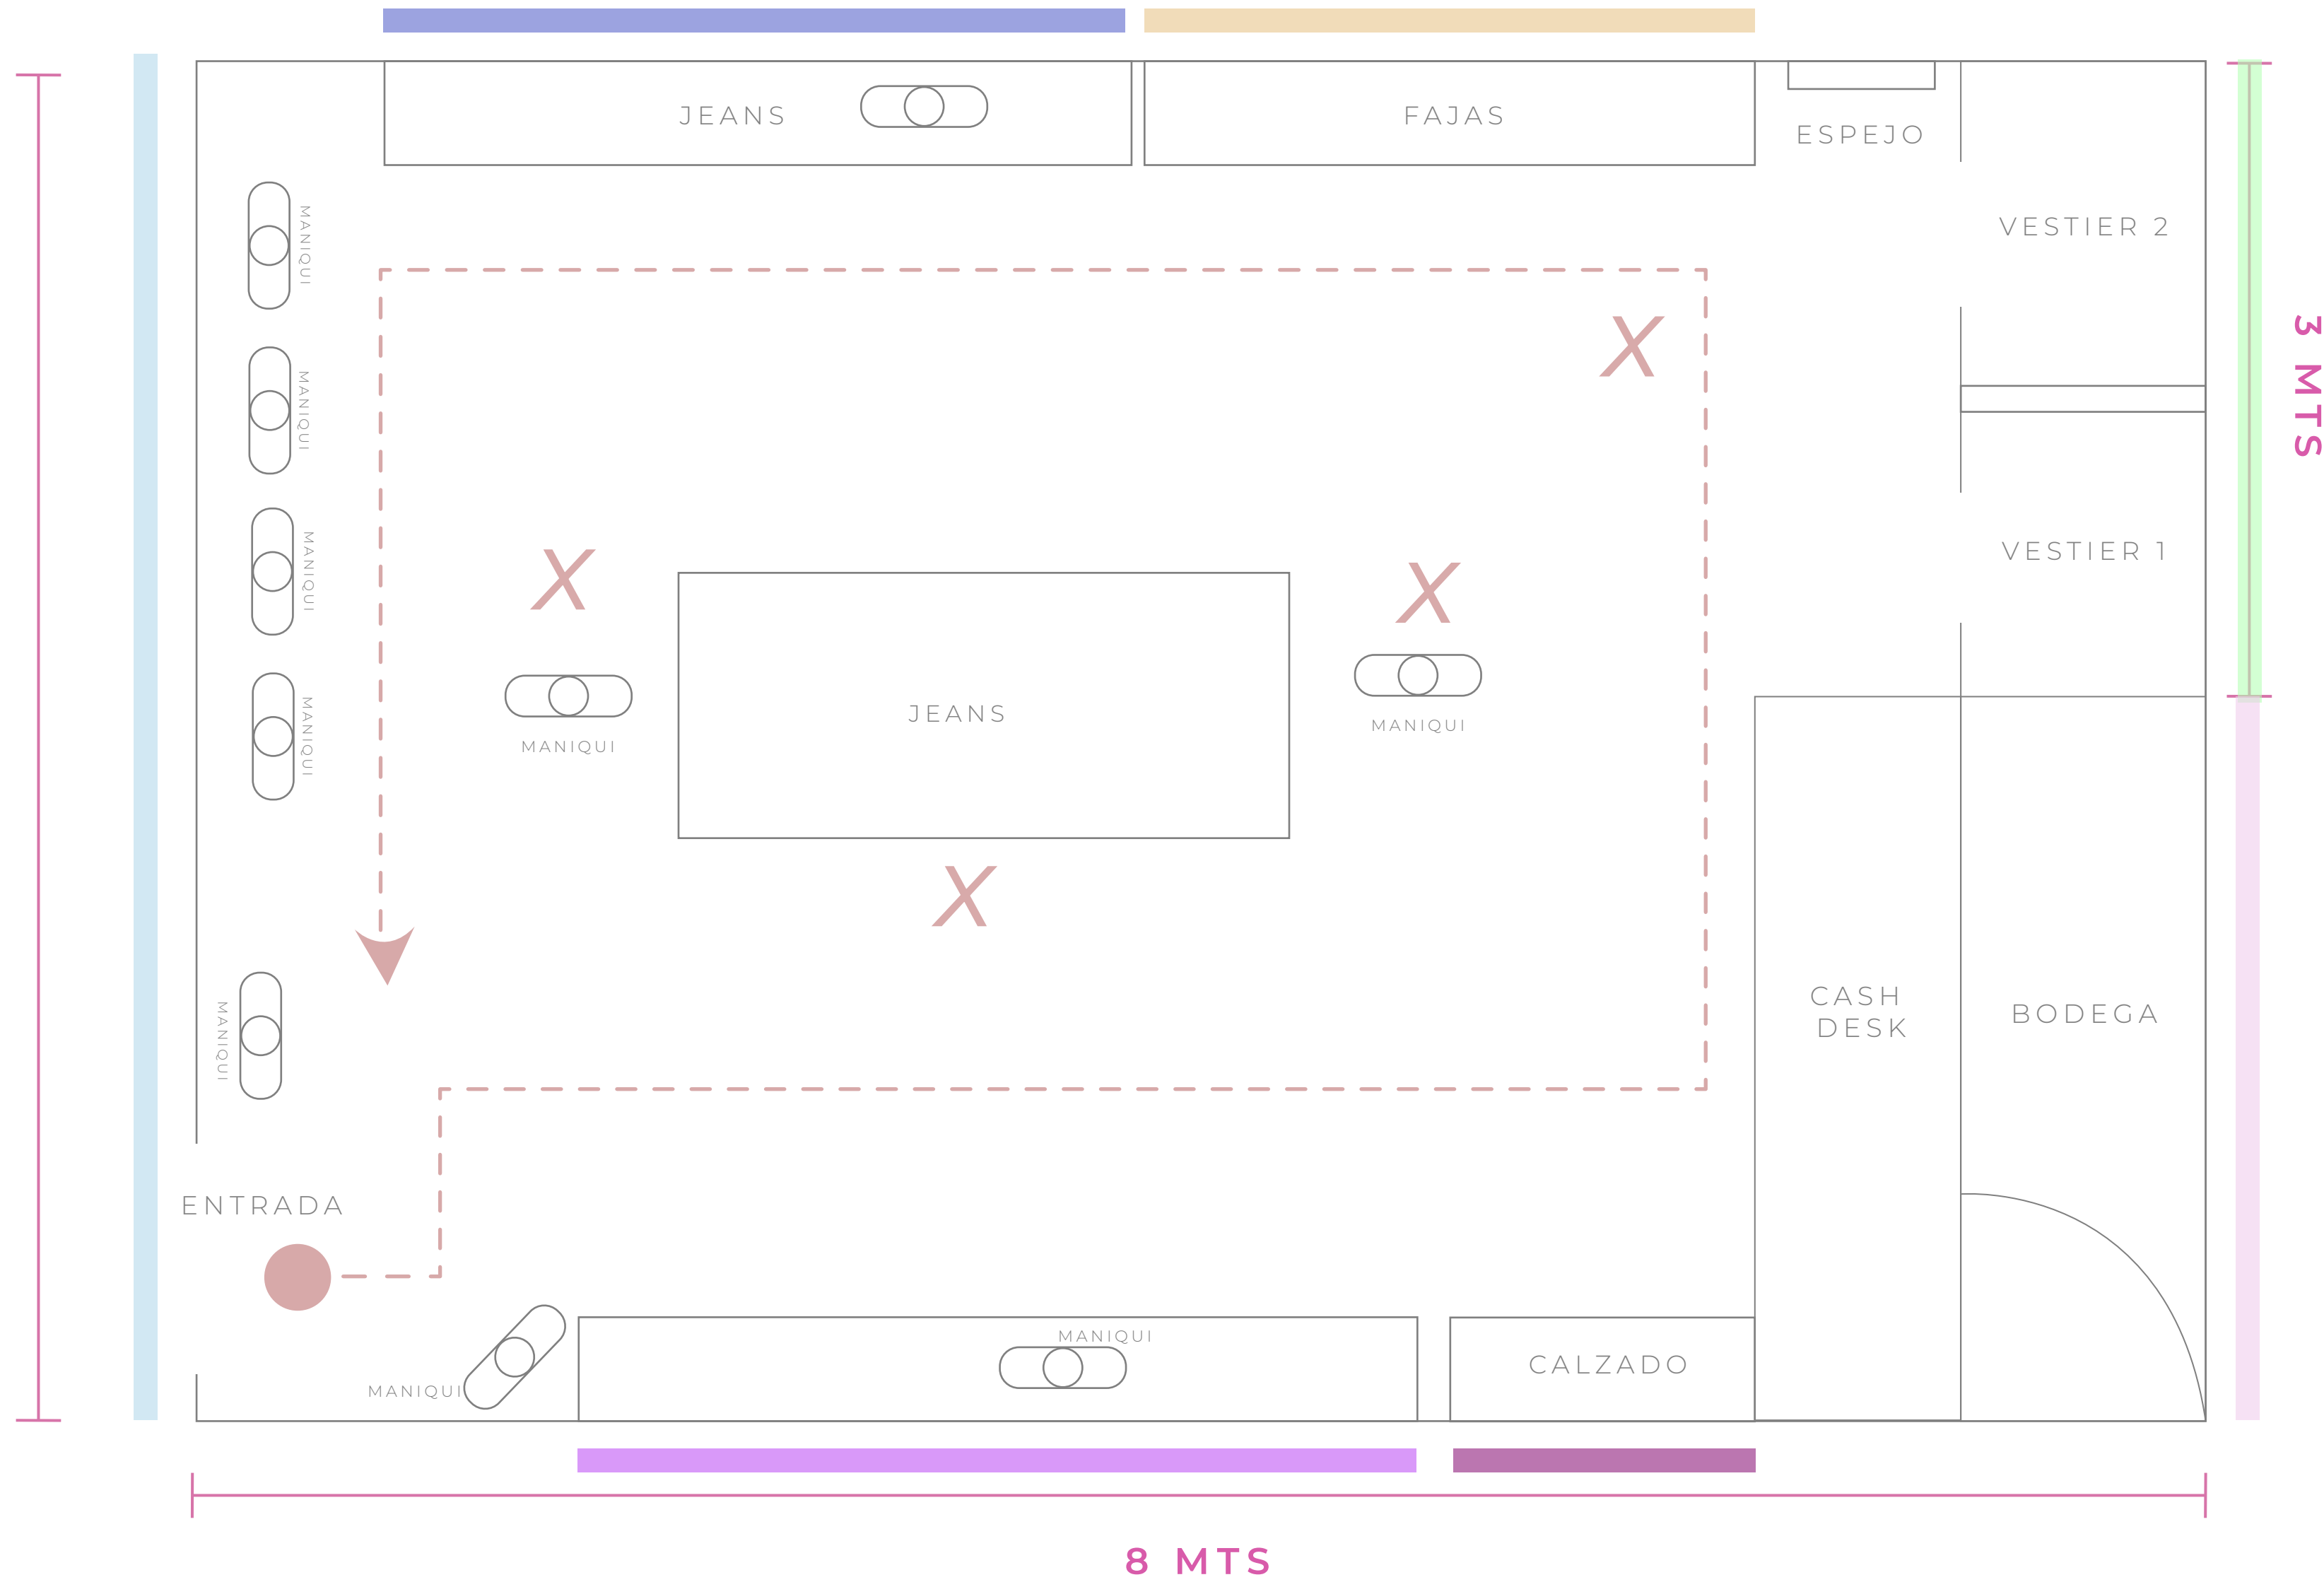 JEANS
FAJAS
ESPEJO
VESTIER 2
MANIQUI
MANIQUI
MANIQUI
MANIQUI
MANIQUI
3 MTS
X
X
X
X
VESTIER 1
JEANS
MANIQUI
MANIQUI
CASH
DESK
BODEGA
ENTRADA
MANIQUI
MANIQUI
CALZADO
8 MTS